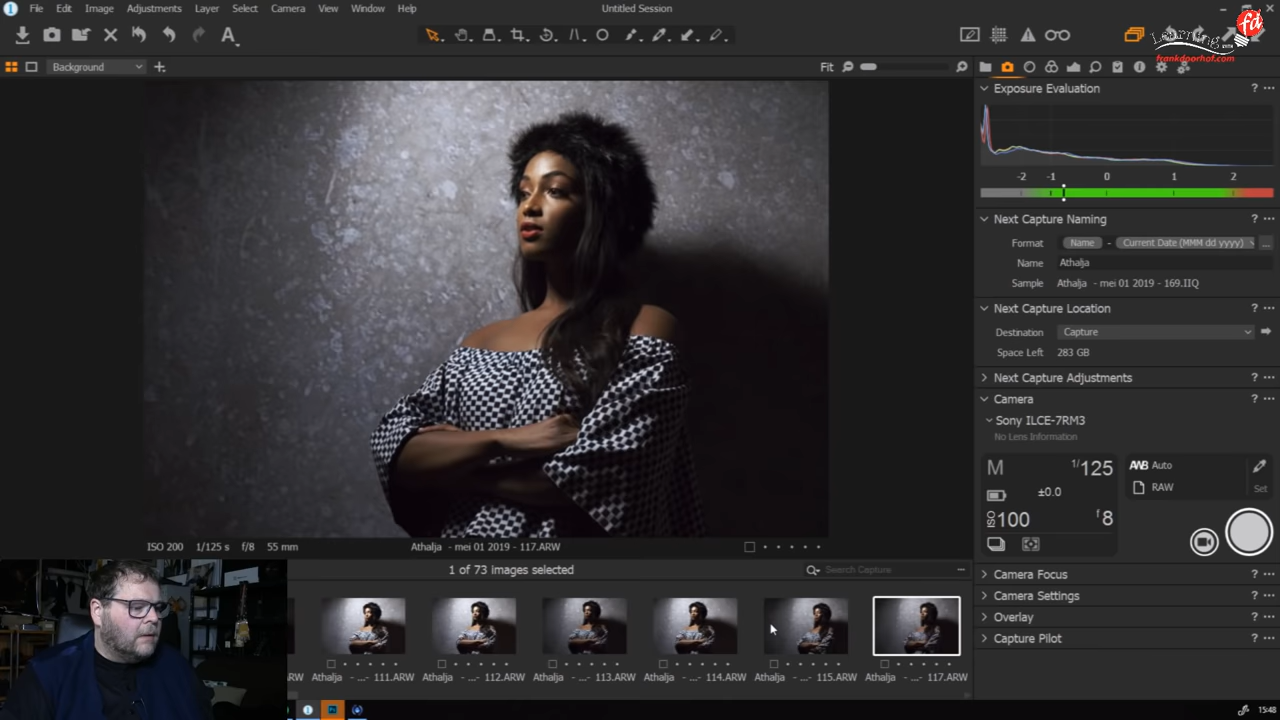 File Edit Image Adjustments Layer Select Camera View Window Help
Untitled Session
Learning
fd
frankdoorhof.com
Background
Fit
Exposure Evaluation
-2 -1 0 1 2
Next Capture Naming
Format Name - Current Date (MMM dd yyyy)
Name Athalja
Sample Athalja - mei 01 2019 - 169.IIQ
Next Capture Location
Destination Capture
Space Left 283 GB
Next Capture Adjustments
Camera
Sony ILCE-7RM3
No Lens Information
M 1/125 AWB Auto
±0.0 RAW Set
ISO 100 f 8
Camera Focus
Camera Settings
Overlay
Capture Pilot
ISO 200 1/125 s f/8 55 mm
Athalja - mei 01 2019 - 117.ARW
1 of 73 images selected
Search Capture
RW Athalja - ...- 111.ARW Athalja - ...- 112.ARW Athalja - ...- 113.ARW Athalja - ...- 114.ARW Athalja - ...- 115.ARW Athalja - ...- 117.ARW
15:48